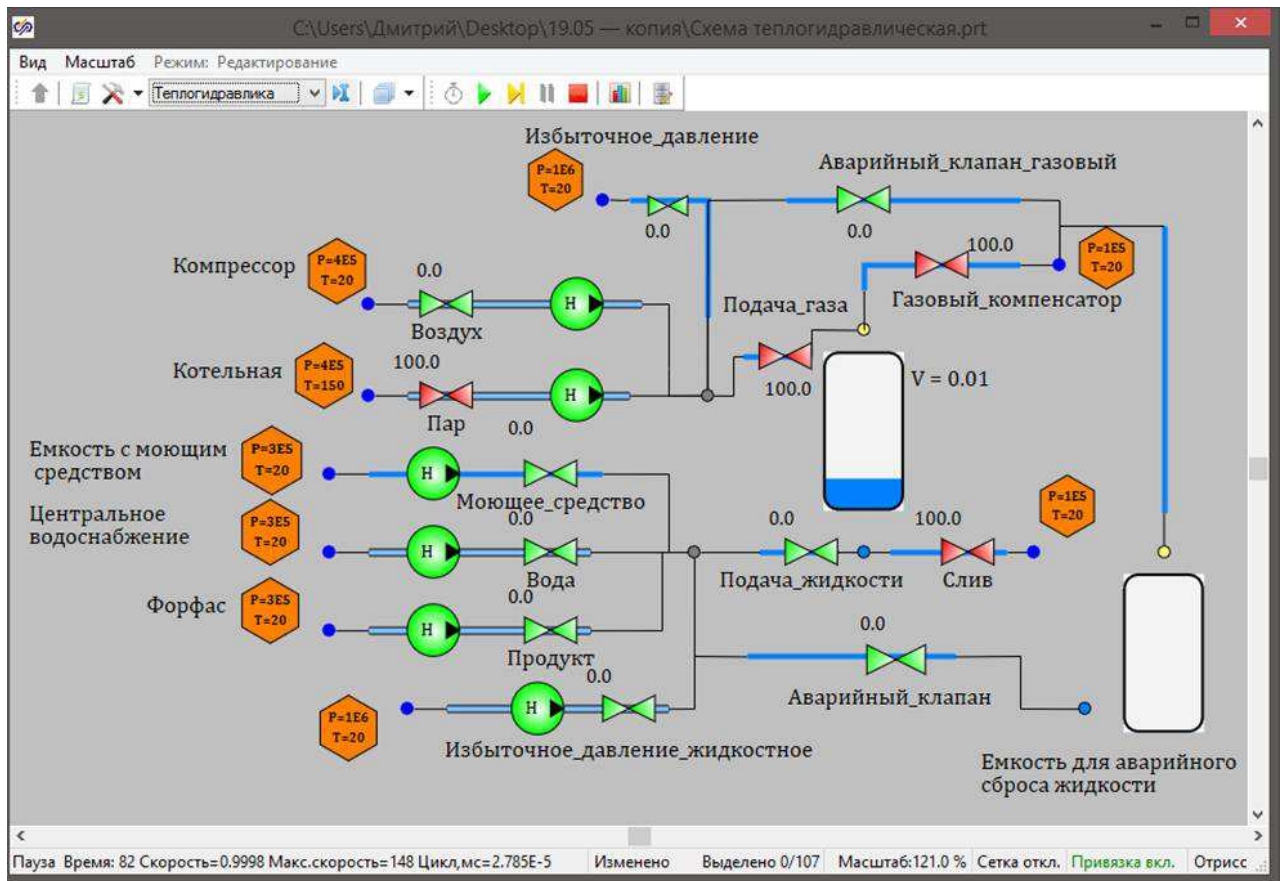 C:\Users\Дмитрий\Desktop\19.05 — копия\Схема теплогидравлическая.prt
Вид Масштаб Режим: Редактирование
Теплогидравлика
Избыточное_давление
P=1E6
T=20
0.0
Аварийный_клапан_газовый
0.0
Компрессор
P=4E5
T=20
0.0
Воздух
H
100.0
P=1E5
T=20
Газовый_компенсатор
Подача_газа
100.0
Котельная
P=4E5
T=150
100.0
Пар
H
V = 0.01
0.0
Емкость с моющим
средством
P=3E5
T=20
H
Моющее_средство
0.0
Центральное
водоснабжение
P=3E5
T=20
H
Вода
0.0
0.0
Подача_жидкости
100.0
Слив
P=1E5
T=20
Форфас
P=3E5
T=20
H
Продукт
0.0
0.0
Аварийный_клапан
P=1E6
T=20
H
Избыточное_давление_жидкостное
Емкость для аварийного
сброса жидкости
Пауза Время: 82 Скорость=0.9998 Макс.скорость=148 Цикл,мс=2.785E-5 Изменено Выделено 0/107 Масштаб:121.0 % Сетка откл. Привязка вкл. Отрисс